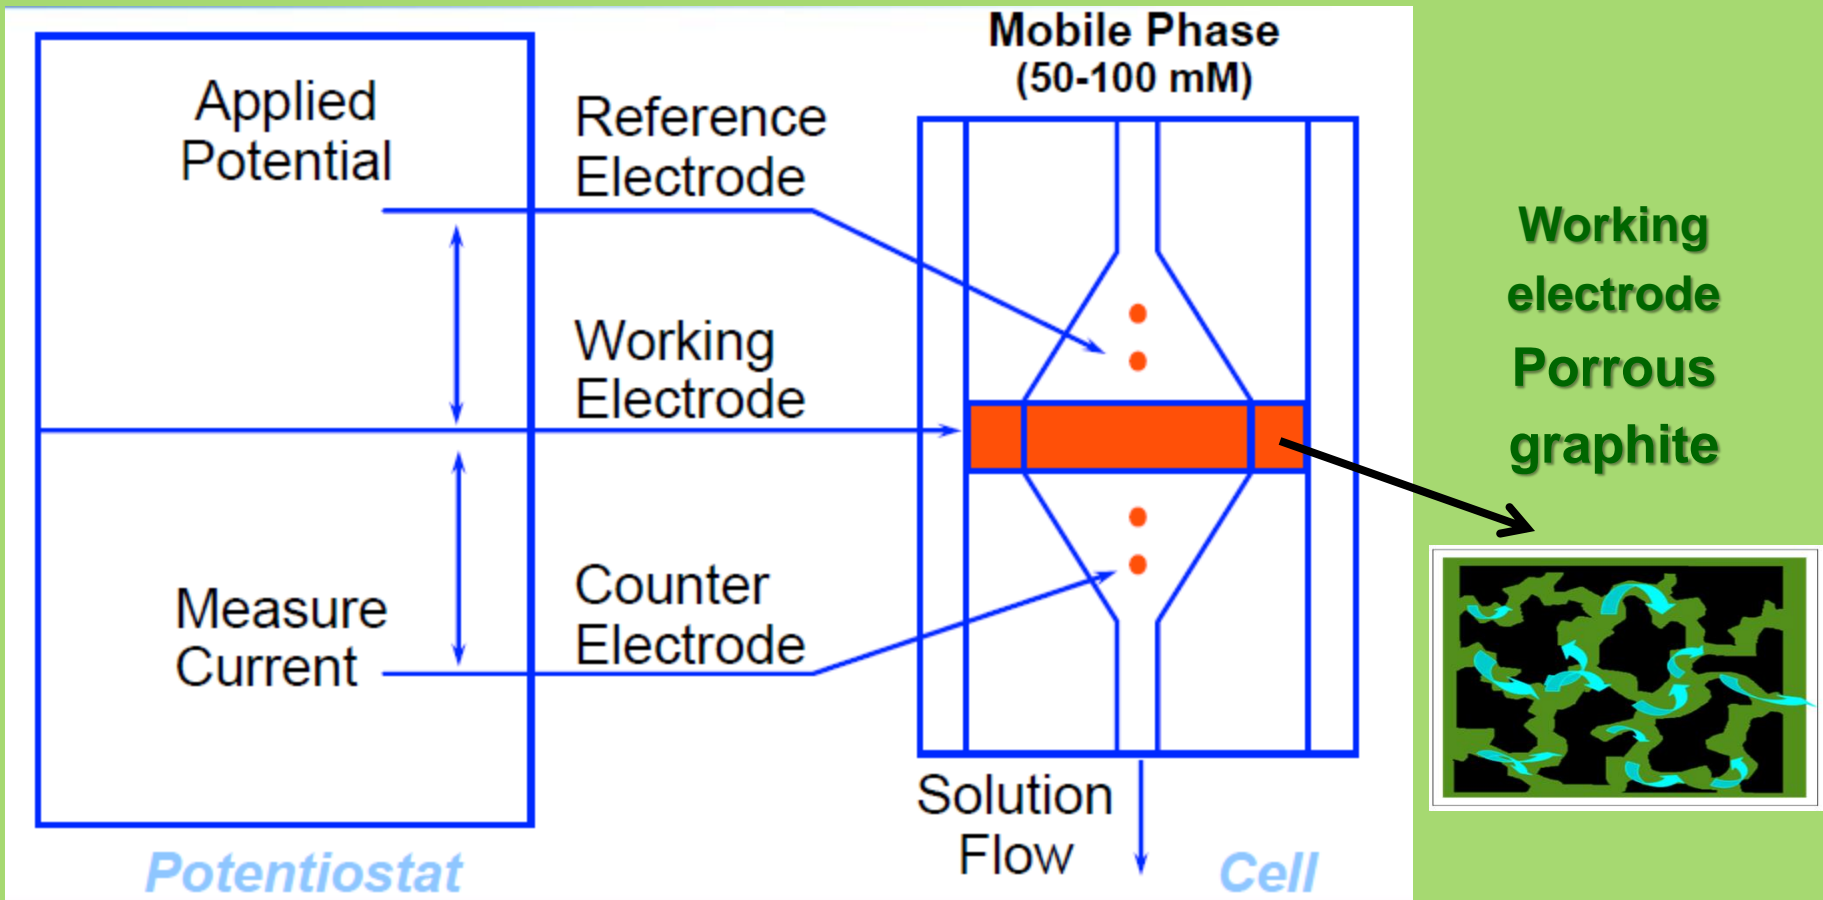 Mobile Phase
(50-100 mM)
Applied
Potential
Reference
Electrode
Working
Electrode
Measure
Current
Counter
Electrode
Solution
Flow
Potentiostat
Cell
Working
electrode
Porrous
graphite